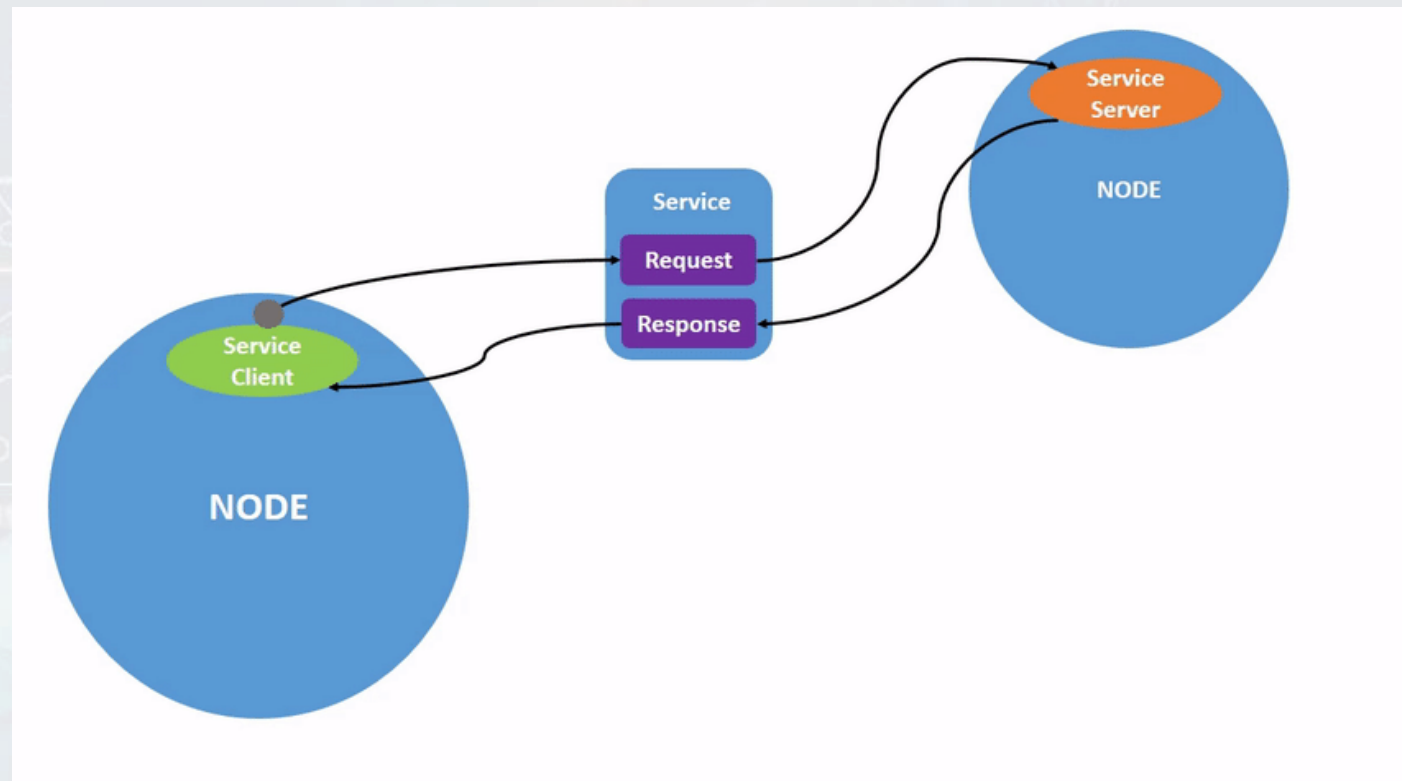 Service
Server
NODE
Service
Request
Response
Service
Client
NODE